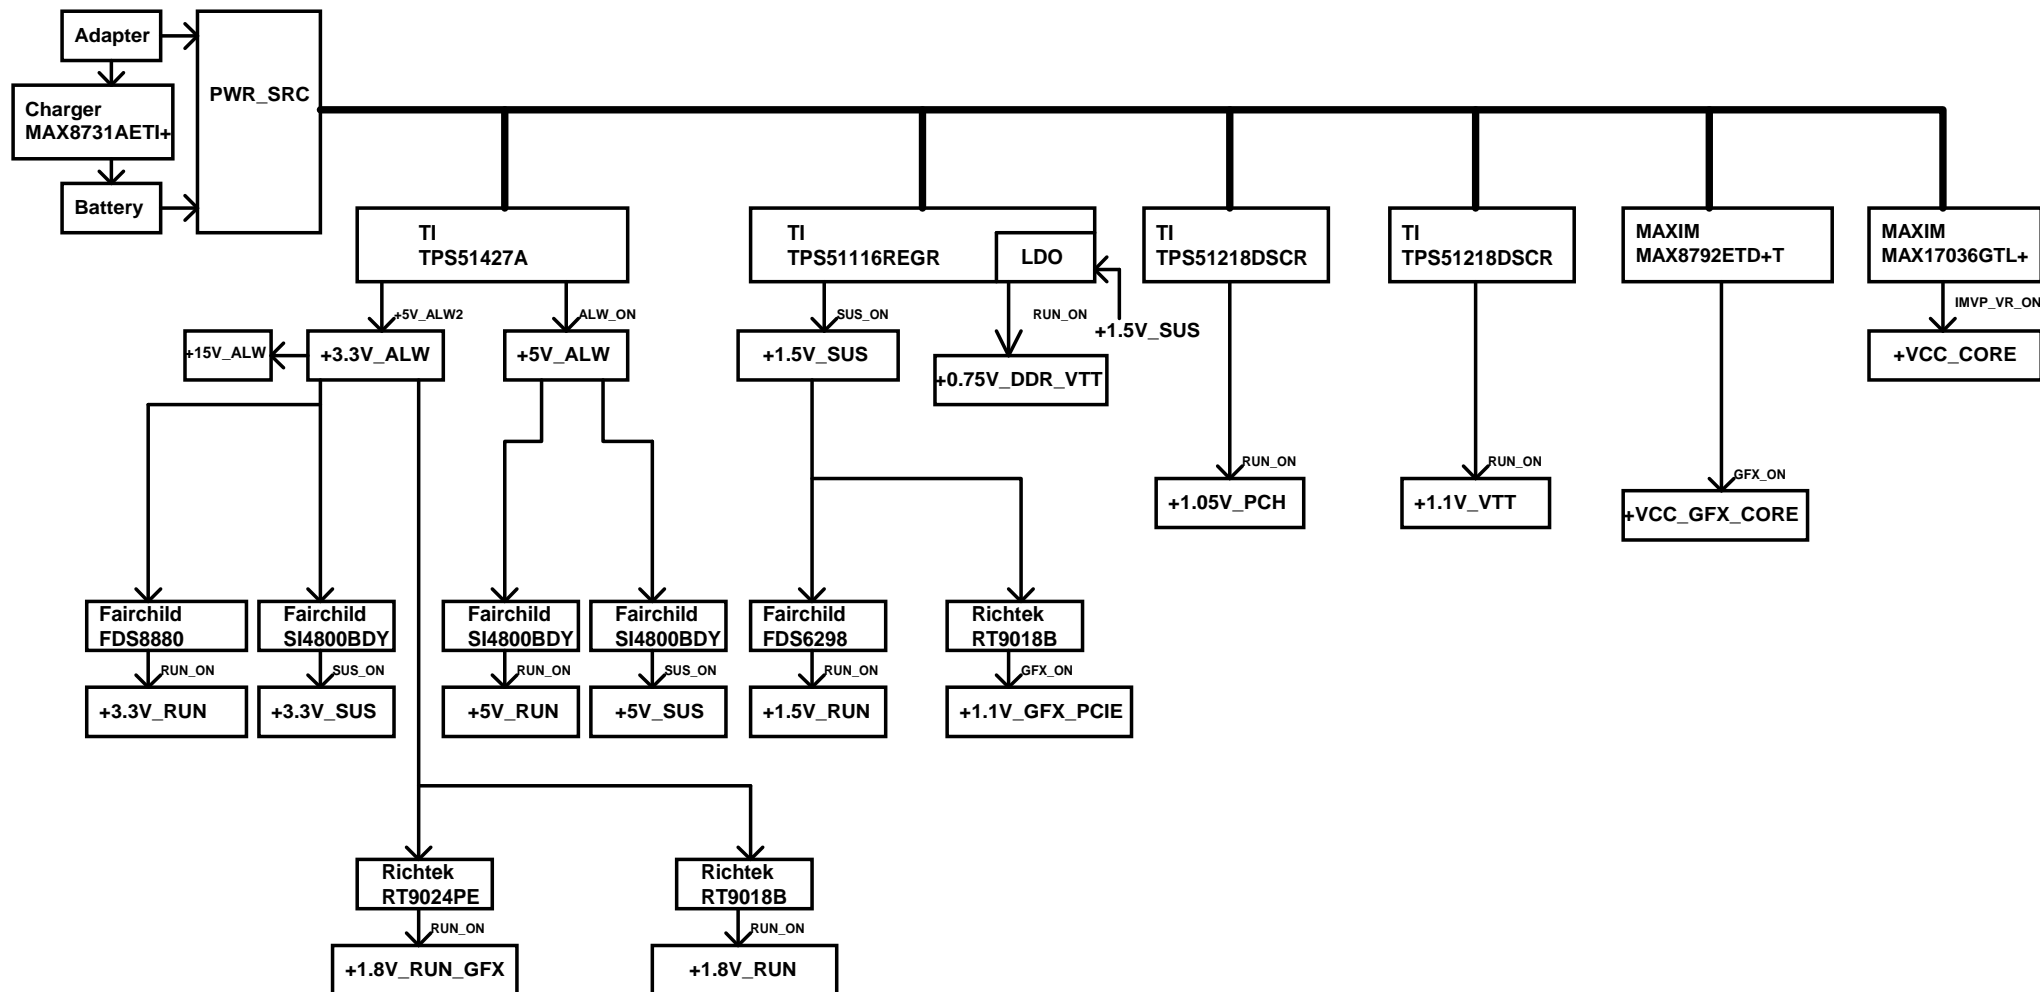 Adapter
PWR_SRC
Charger
MAX8731AETI+
Battery
TI
TPS51427A
TI
TPS51116REGR
LDO
TI
TPS51218DSCR
TI
TPS51218DSCR
MAXIM
MAX8792ETD+T
MAXIM
MAX17036GTL+
+5V_ALW2
ALW_ON
SUS_ON
RUN_ON
+1.5V_SUS
IMVP_VR_ON
+15V_ALW
+3.3V_ALW
+5V_ALW
+1.5V_SUS
+0.75V_DDR_VTT
+VCC_CORE
RUN_ON
RUN_ON
GFX_ON
+1.05V_PCH
+1.1V_VTT
+VCC_GFX_CORE
Fairchild
FDS8880
Fairchild
SI4800BDY
Fairchild
SI4800BDY
Fairchild
SI4800BDY
Fairchild
FDS6298
Richtek
RT9018B
RUN_ON
SUS_ON
RUN_ON
SUS_ON
RUN_ON
GFX_ON
+3.3V_RUN
+3.3V_SUS
+5V_RUN
+5V_SUS
+1.5V_RUN
+1.1V_GFX_PCIE
Richtek
RT9024PE
Richtek
RT9018B
RUN_ON
RUN_ON
+1.8V_RUN_GFX
+1.8V_RUN